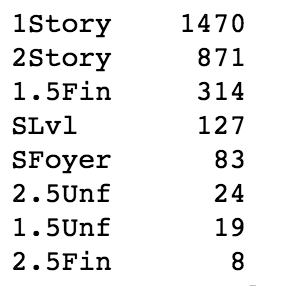 1Story 1470
2Story 871
1.5Fin 314
SLvl 127
SFoyer 83
2.5Unf 24
1.5Unf 19
2.5Fin 8